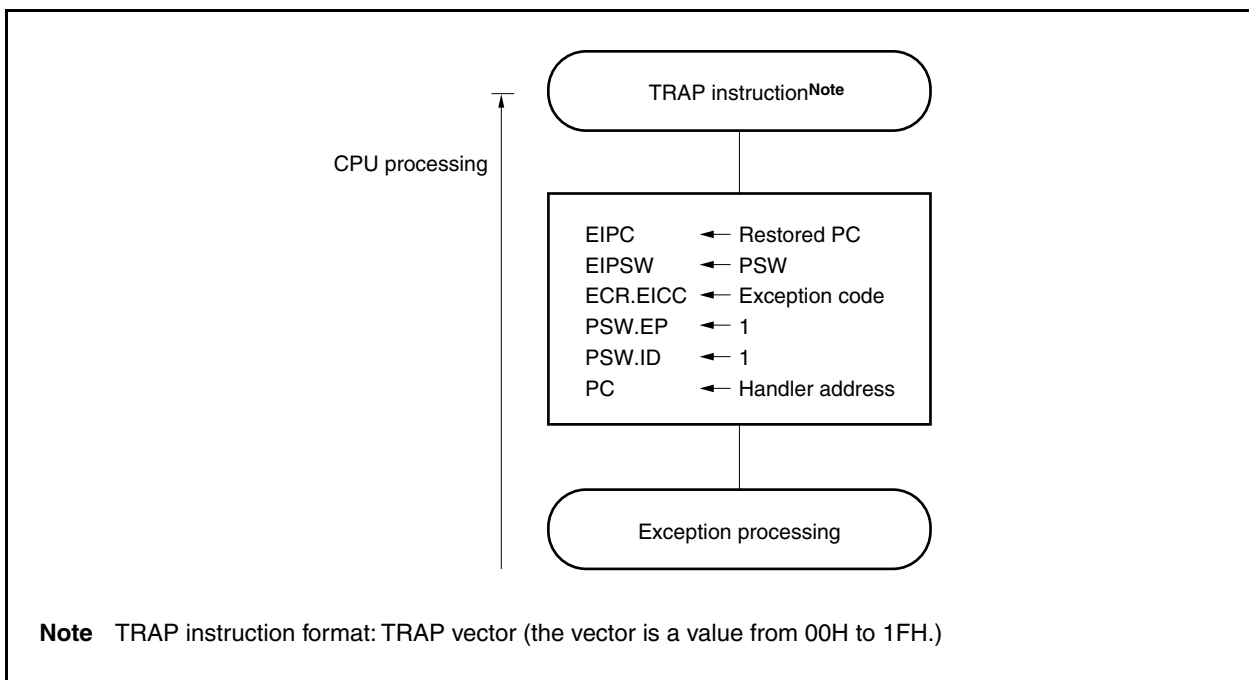 TRAP instructionNote
CPU processing
EIPC ← Restored PC
EIPSW ← PSW
ECR.EICC ← Exception code
PSW.EP ← 1
PSW.ID ← 1
PC ← Handler address
Exception processing
Note TRAP instruction format: TRAP vector (the vector is a value from 00H to 1FH.)